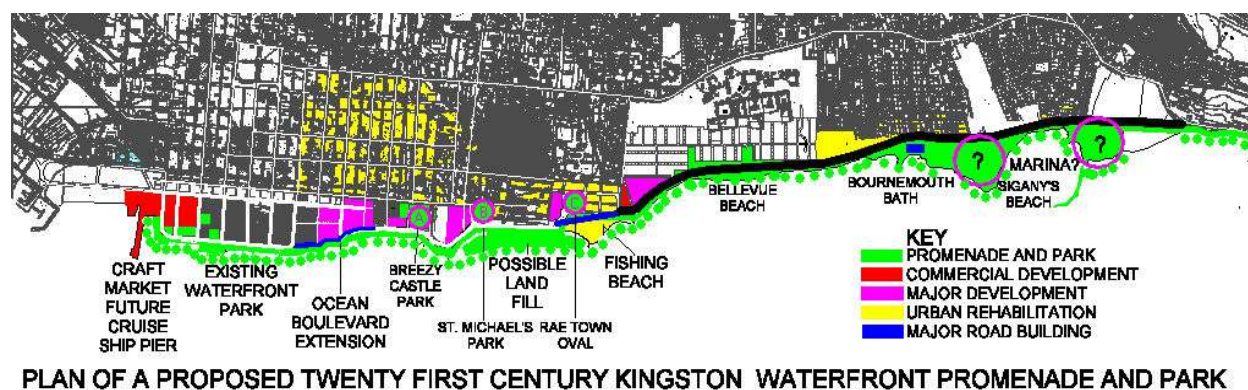 A
B
C
?
?
CRAFT
MARKET
FUTURE
CRUISE
SHIP PIER
EXISTING
WATERFRONT
PARK
OCEAN
BOULEVARD
EXTENSION
BREEZY
CASTLE
PARK
ST. MICHAEL'S
PARK
POSSIBLE
LAND
FILL
RAE TOWN
OVAL
FISHING
BEACH
BELLEVUE
BEACH
BOURNEMOUTH
BATH
MARINA?
SIGANY'S
BEACH
KEY
PROMENADE AND PARK
COMMERCIAL DEVELOPMENT
MAJOR DEVELOPMENT
URBAN REHABILITATION
MAJOR ROAD BUILDING
PLAN OF A PROPOSED TWENTY FIRST CENTURY KINGSTON WATERFRONT PROMENADE AND PARK